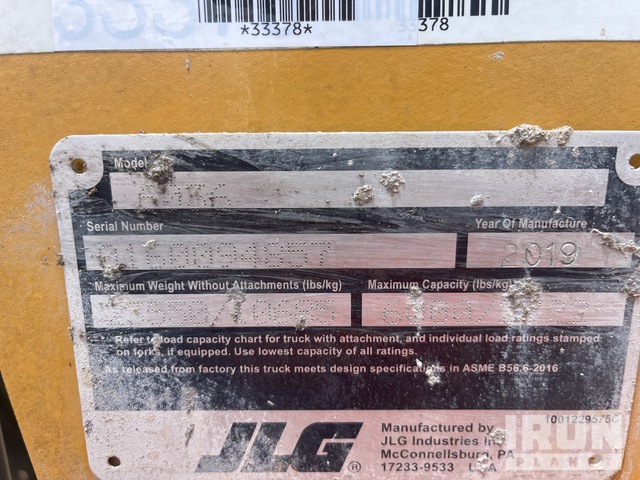 *33378*
378
Model
Serial Number
Year Of Manufacture
2019
Maximum Weight Without Attachments (lbs/kg)
Maximum Capacity (lbs/kg)
* Refer to load capacity chart for truck with attachment, and individual load ratings stamped
on forks, if equipped. Use lowest capacity of all ratings.
As released from factory this truck meets design specifications in ASME B56.6-2016
JLG®
Manufactured by
JLG Industries Inc.
McConnellsburg, PA
17233-9533 USA
IRON
PLANET